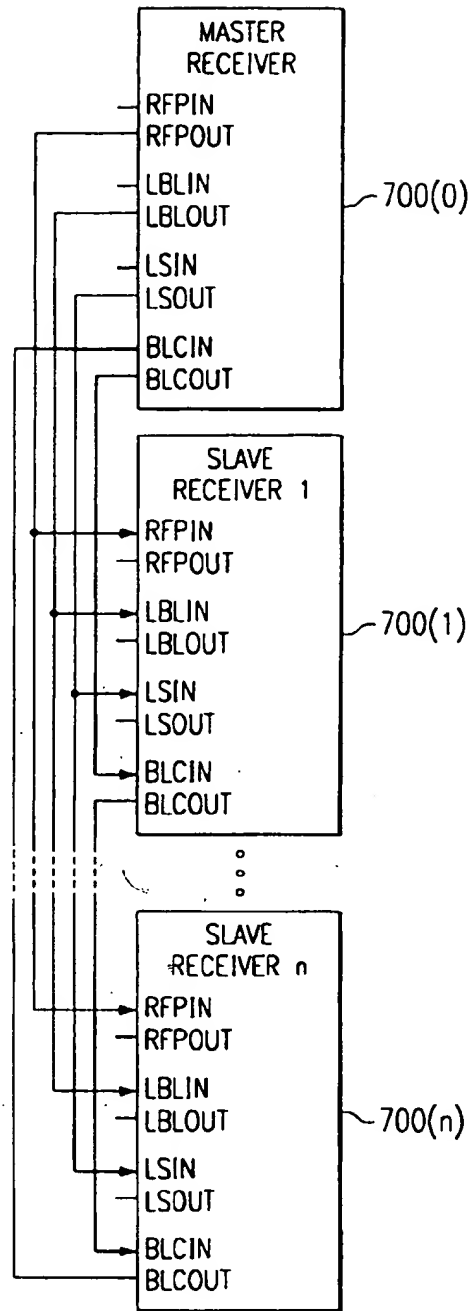 MASTER
RECEIVER
RFPIN
RFPOUT
LBLIN
LBLOUT
LSIN
LSOUT
BLCIN
BLCOUT
700(0)
SLAVE
RECEIVER 1
RFPIN
RFPOUT
LBLIN
LBLOUT
LSIN
LSOUT
BLCIN
BLCOUT
700(1)
SLAVE
RECEIVER n
RFPIN
RFPOUT
LBLIN
LBLOUT
LSIN
LSOUT
BLCIN
BLCOUT
700(n)